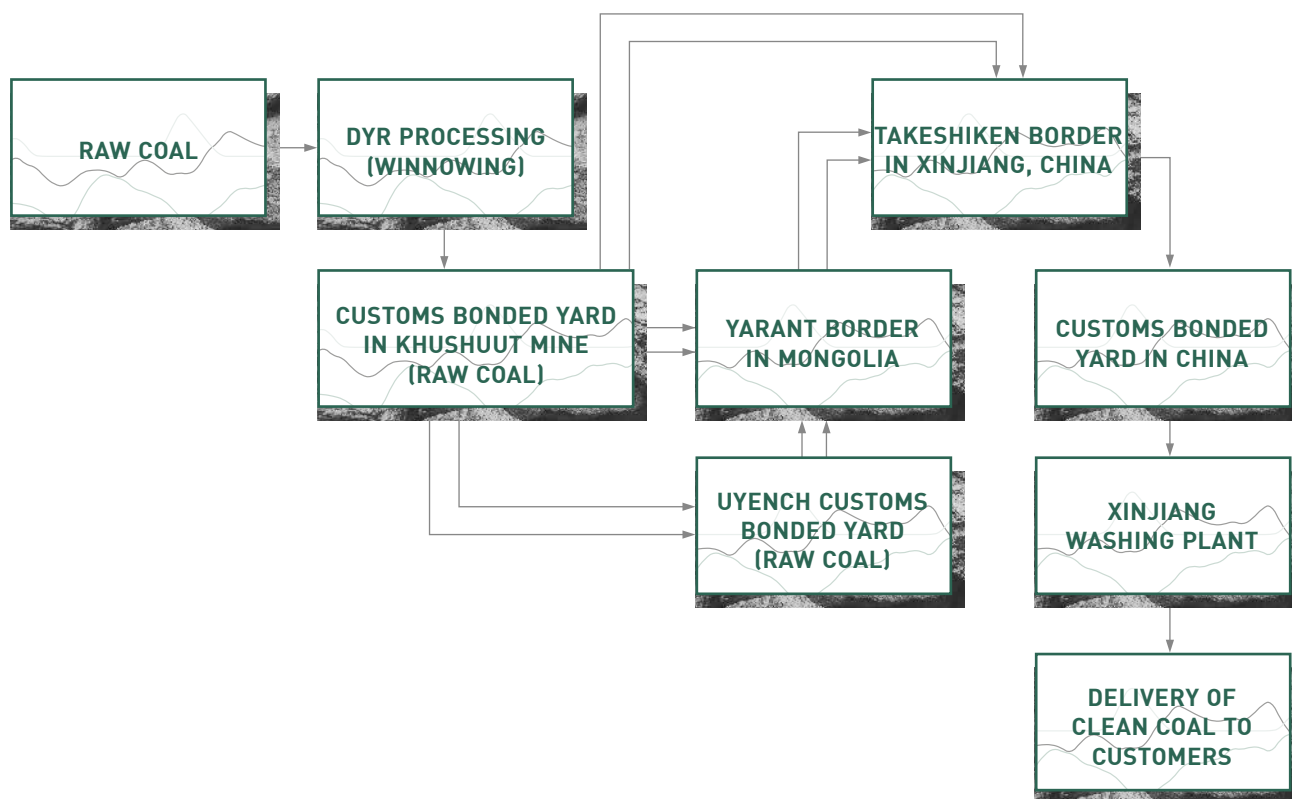 RAW COAL
DYR PROCESSING
(WINNOWING)
TAKESHIKEN BORDER
IN XINJIANG, CHINA
CUSTOMS BONDED YARD
IN KHUSHUUT MINE
(RAW COAL)
YARANT BORDER
IN MONGOLIA
CUSTOMS BONDED
YARD IN CHINA
UYENCH CUSTOMS
BONDED YARD
(RAW COAL)
XINJIANG
WASHING PLANT
DELIVERY OF
CLEAN COAL TO
CUSTOMERS